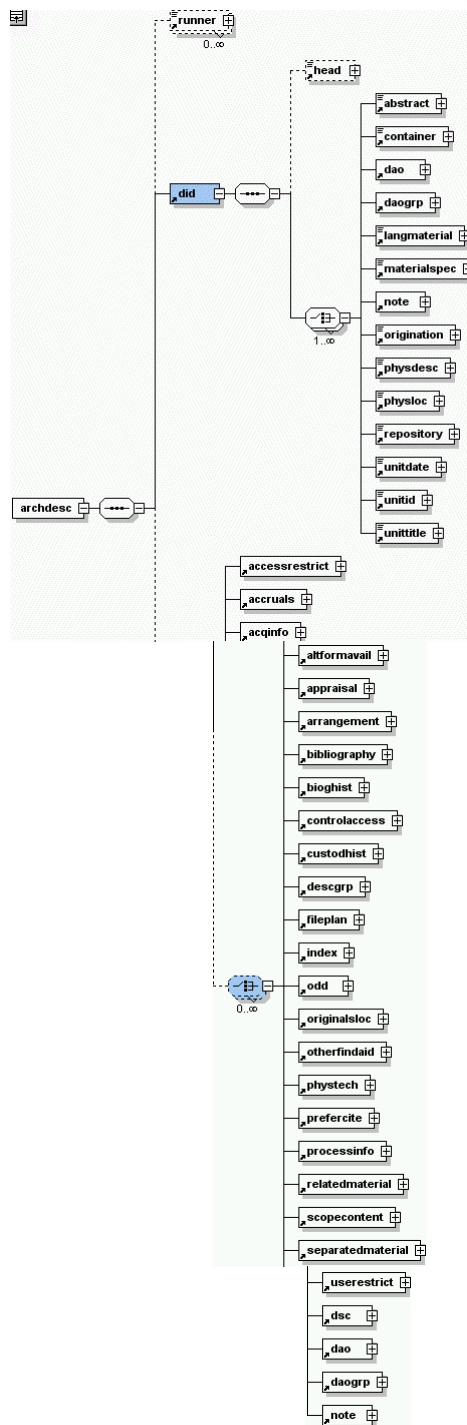 runner
0..∞
head
abstract
container
dao
did
daogrp
langmaterial
materialspec
note
1..∞
origination
physdesc
physloc
repository
unitdate
unitid
archdesc
unittitle
accessrestrict
accruals
acqinfo
altformavail
appraisal
arrangement
bibliography
bioghist
controlaccess
custodhist
descgrp
fileplan
index
odd
0..∞
originalsloc
otherfindaid
phystech
prefercite
processinfo
relatedmaterial
scopecontent
separatedmaterial
userestrict
dsc
dao
daogrp
note